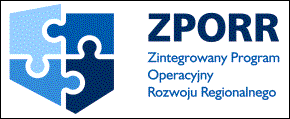 ZPORR
Zintegrowany Program
Operacyjny
Rozwoju Regionalnego